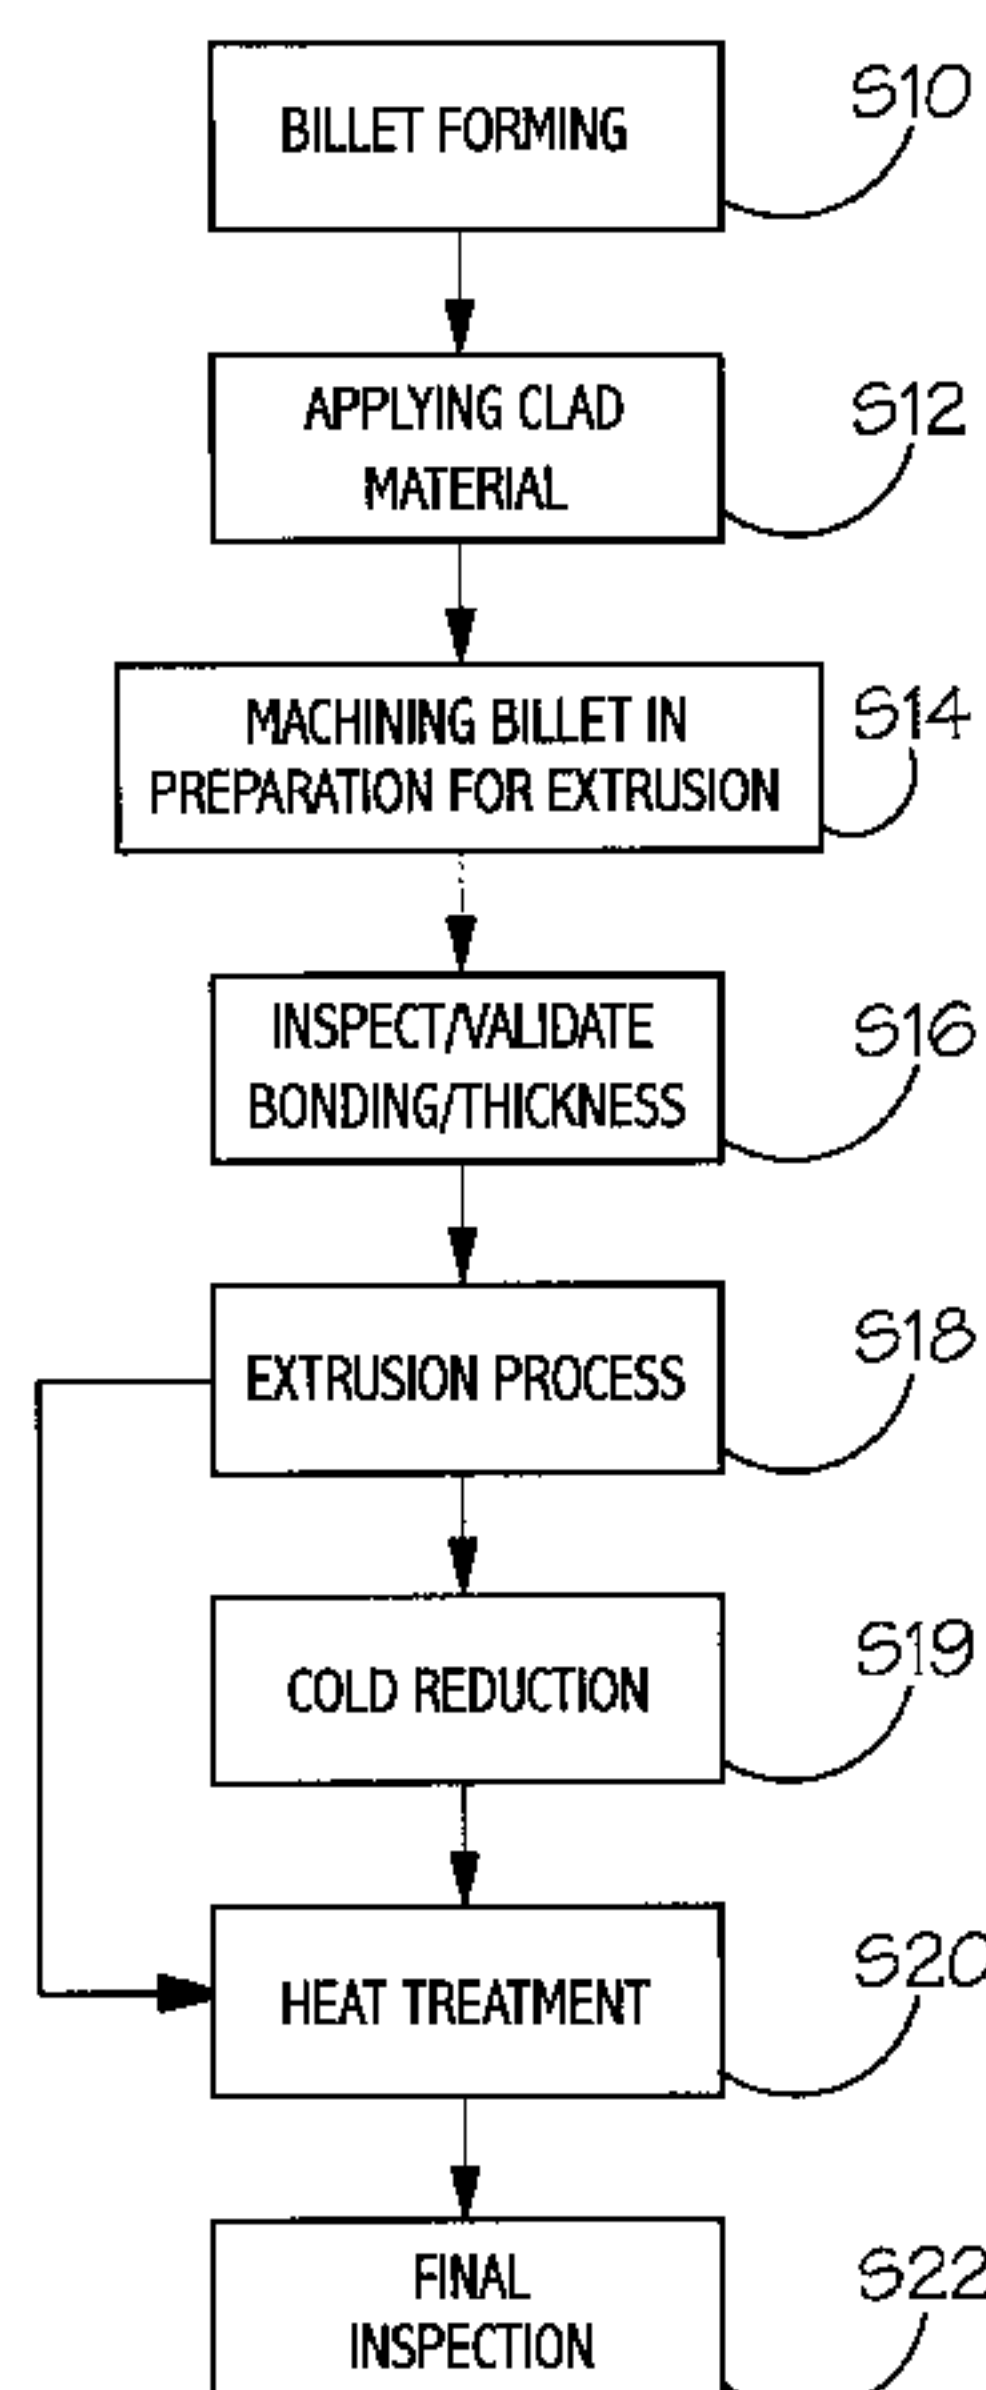 BILLET FORMING
S10
APPLYING CLAD
MATERIAL
S12
MACHINING BILLET IN
PREPARATION FOR EXTRUSION
S14
INSPECT/VALIDATE
BONDING/THICKNESS
S16
EXTRUSION PROCESS
S18
COLD REDUCTION
S19
HEAT TREATMENT
S20
FINAL
INSPECTION
S22